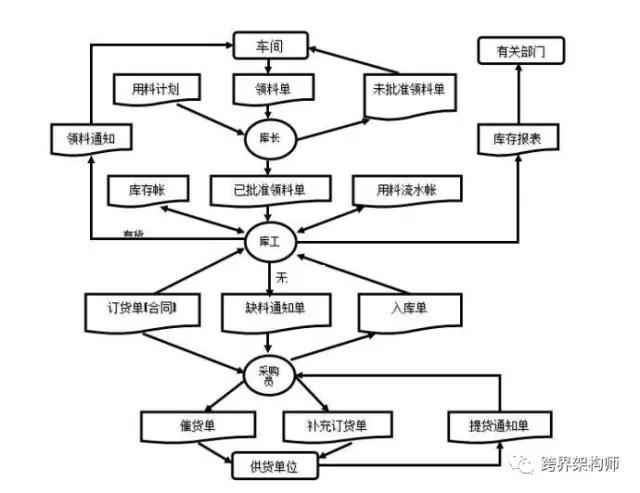 车间
有关部门
用料计划
领料单
未批准领料单
领料通知
库长
库存报表
库存帐
已批准领料单
用料流水帐
有货
库工
无
订货单(合同)
缺料通知单
入库单
采购
员
催货单
补充订货单
提货通知单
供货单位
跨界架构师